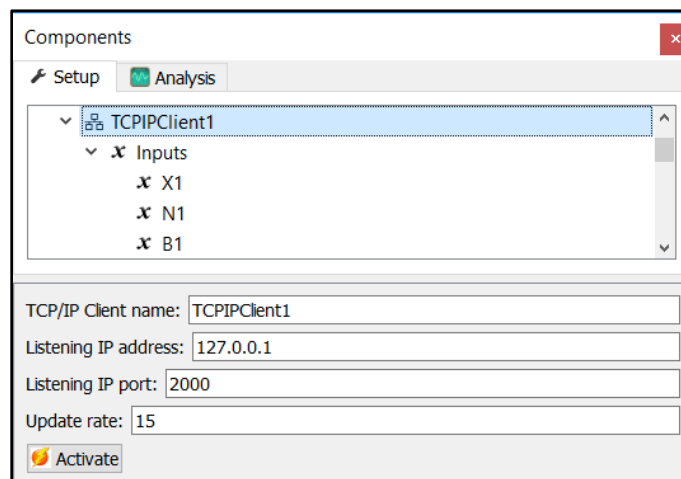 Components
Setup Analysis
TCPIPClient1
x Inputs
x X1
x N1
x B1
TCP/IP Client name: TCPIPClient1
Listening IP address: 127.0.0.1
Listening IP port: 2000
Update rate: 15
Activate